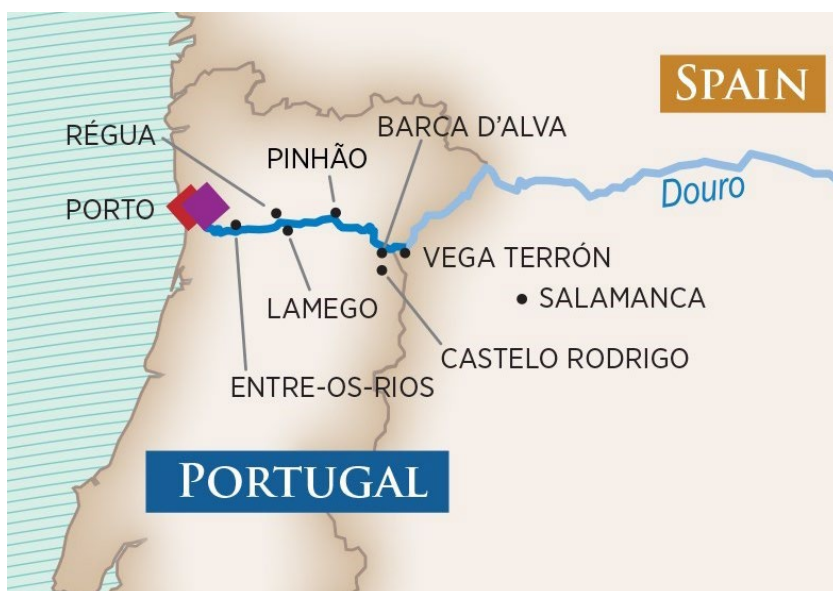 SPAIN
BARCA D'ALVA
RÉGUA
PINHÃO
Douro
PORTO
VEGA TERRÓN
SALAMANCA
LAMEGO
CASTELO RODRIGO
ENTRE-OS-RIOS
PORTUGAL